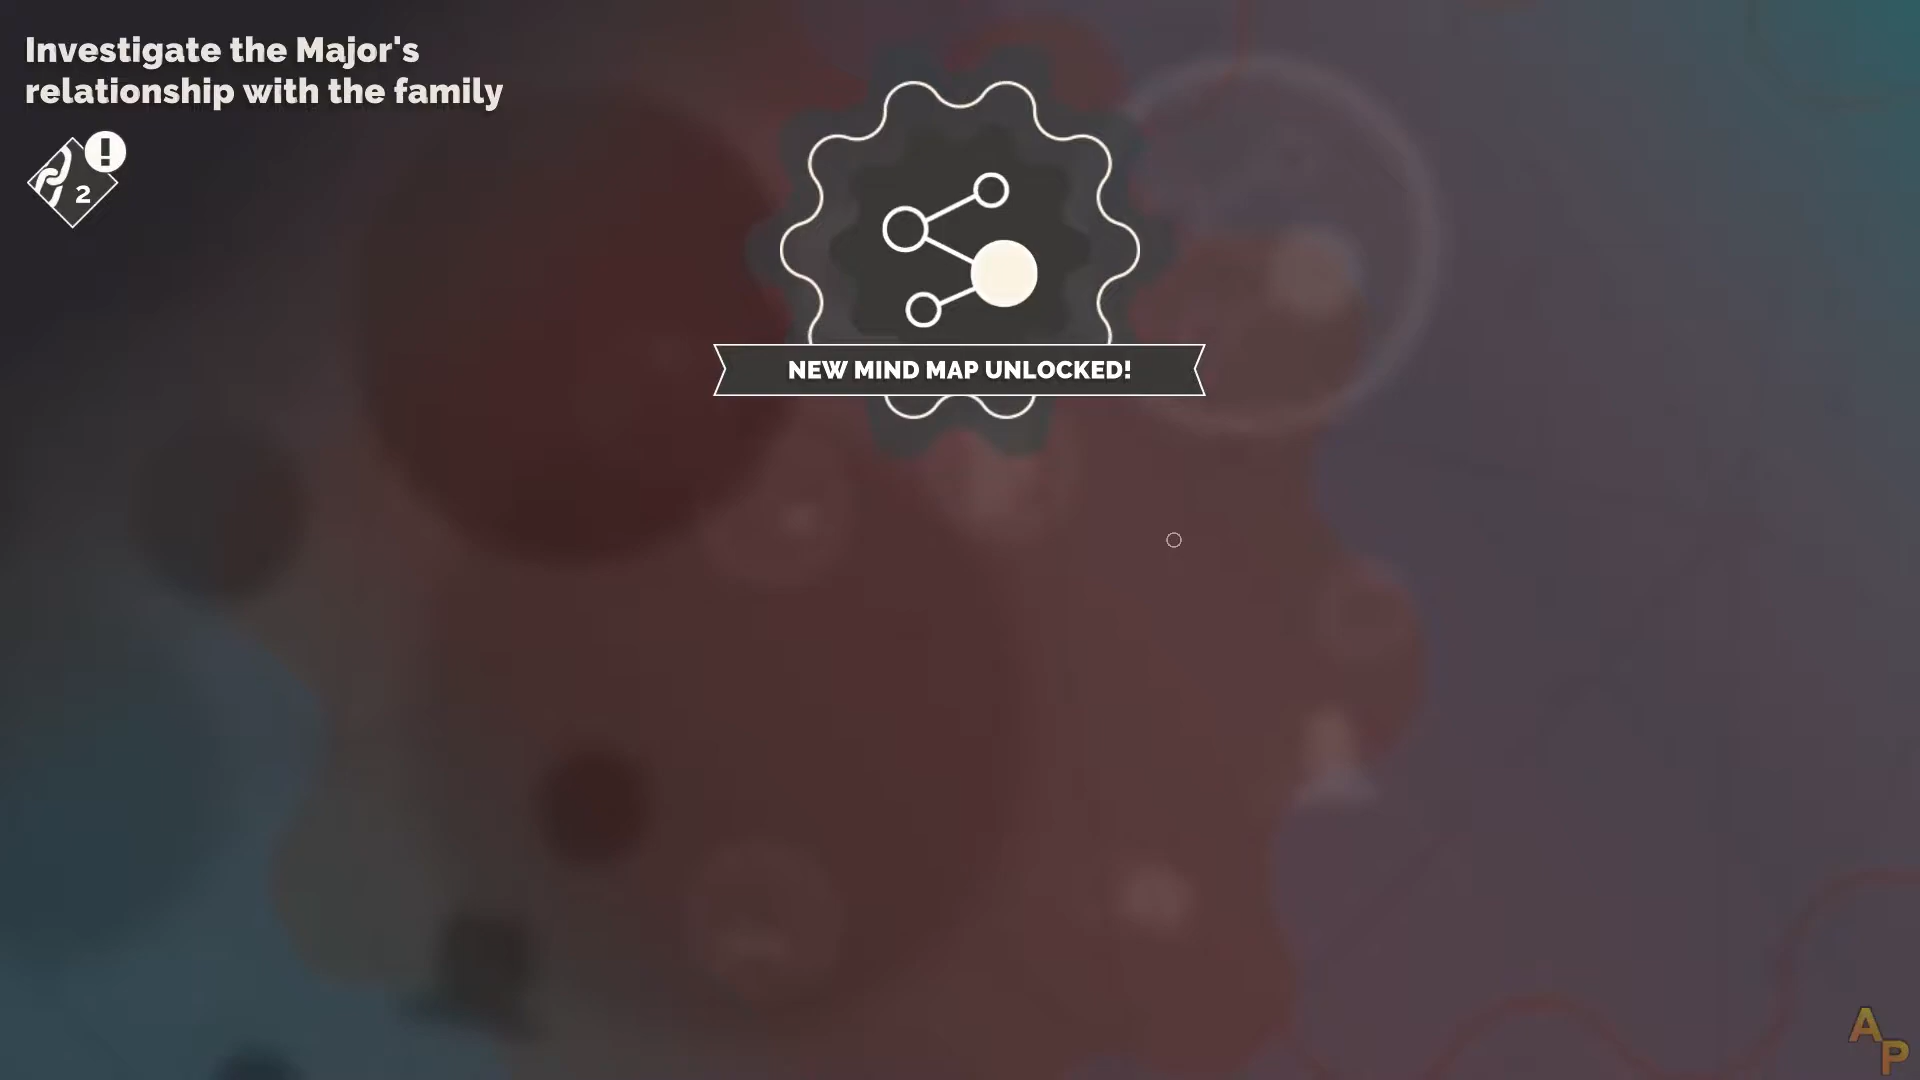 Investigate the Major's
relationship with the family
!
2
NEW MIND MAP UNLOCKED!
AP